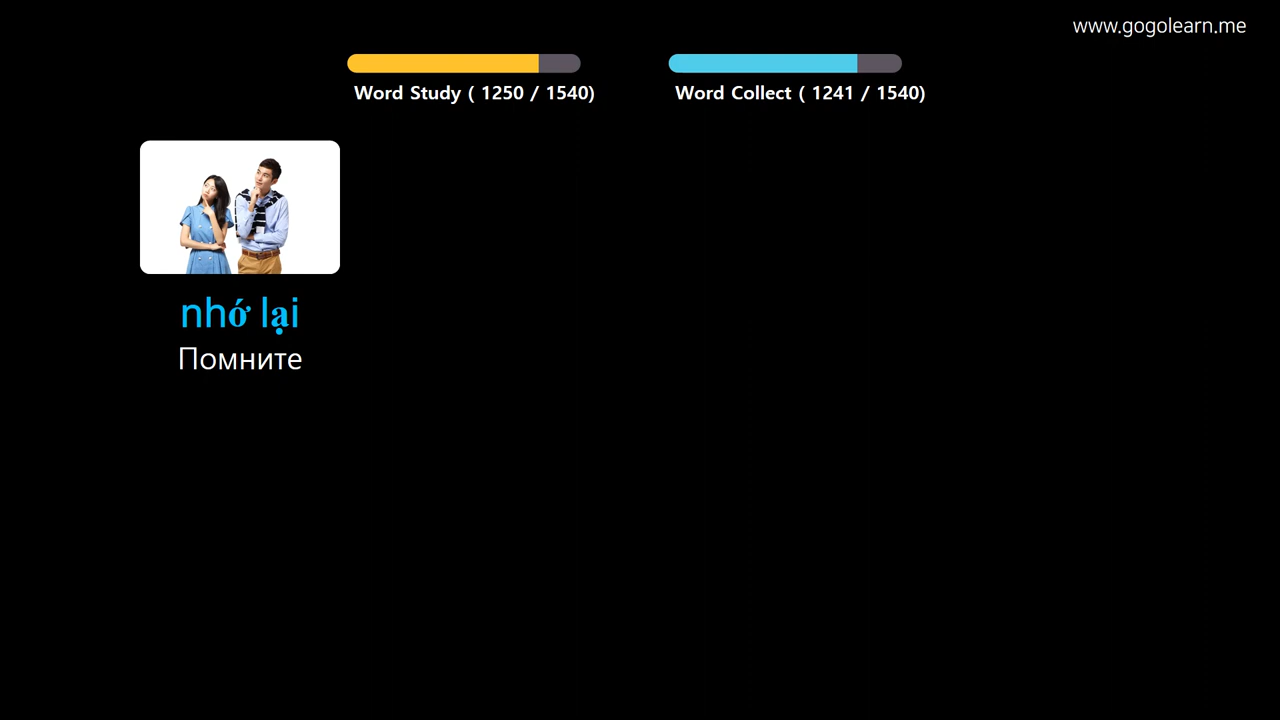 www.gogolearn.me
Word Study ( 1250 / 1540)
Word Collect ( 1241 / 1540)
nhớ lại
Помните